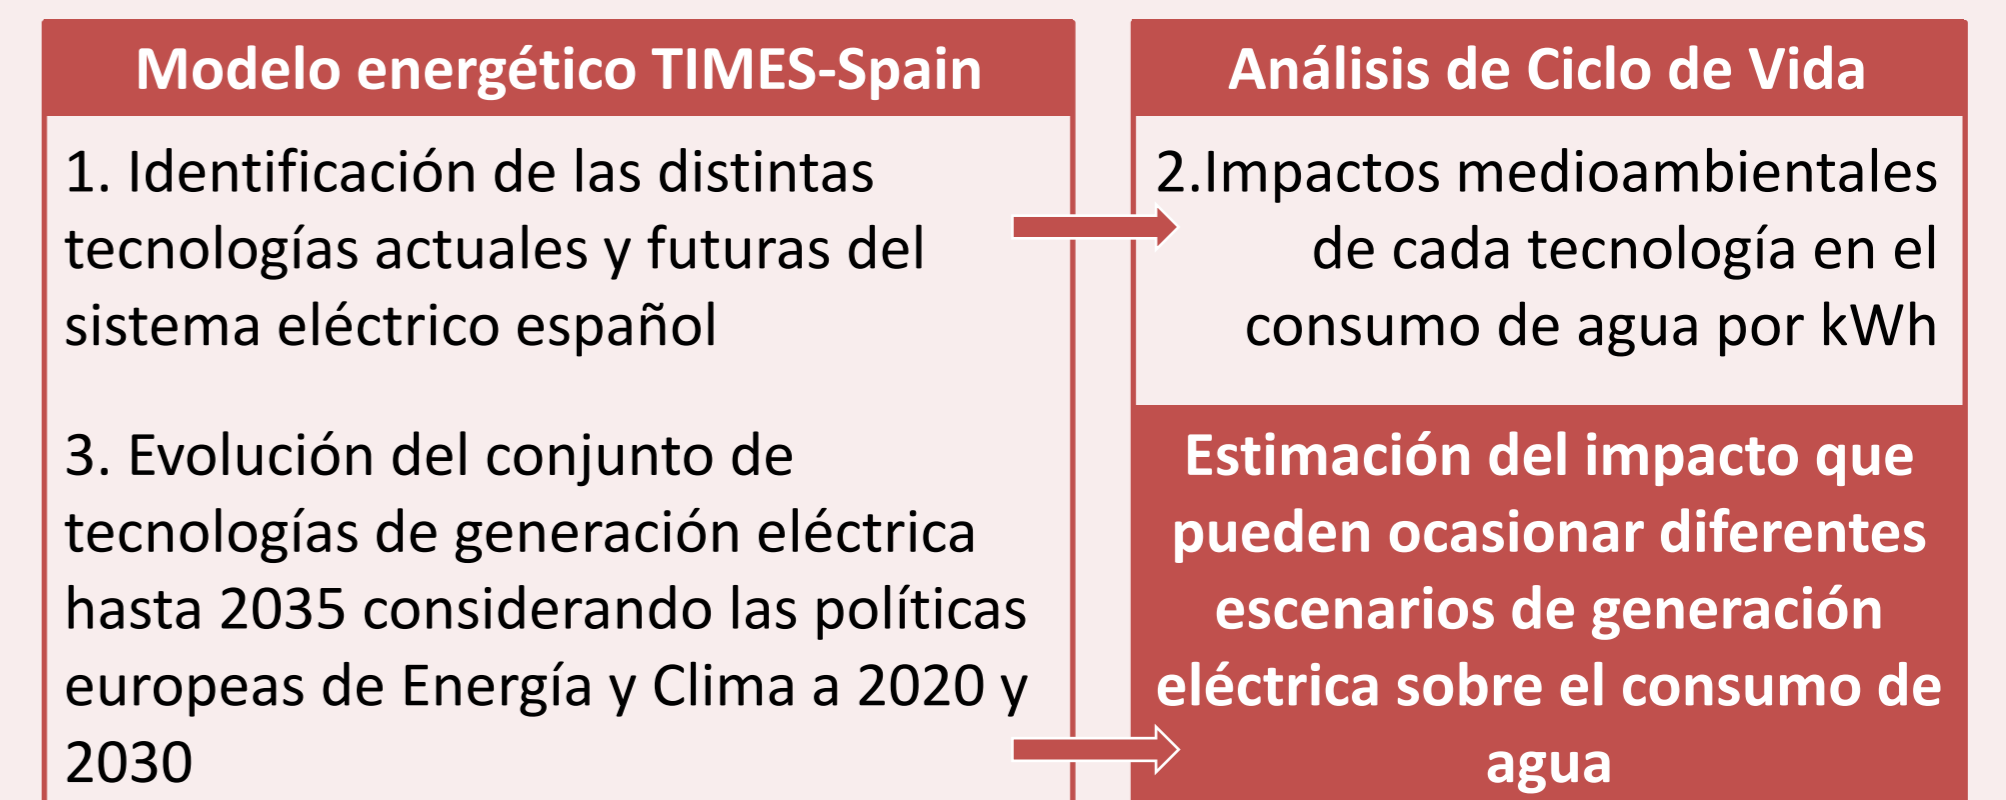 Modelo energético TIMES-Spain
1. Identificación de las distintas
tecnologías actuales y futuras del
sistema eléctrico español
3. Evolución del conjunto de
tecnologías de generación eléctrica
hasta 2035 considerando las políticas
europeas de Energía y Clima a 2020 y
2030
Análisis de Ciclo de Vida
2.Impactos medioambientales
de cada tecnología en el
consumo de agua por kWh
Estimación del impacto que
pueden ocasionar diferentes
escenarios de generación
eléctrica sobre el consumo de
agua